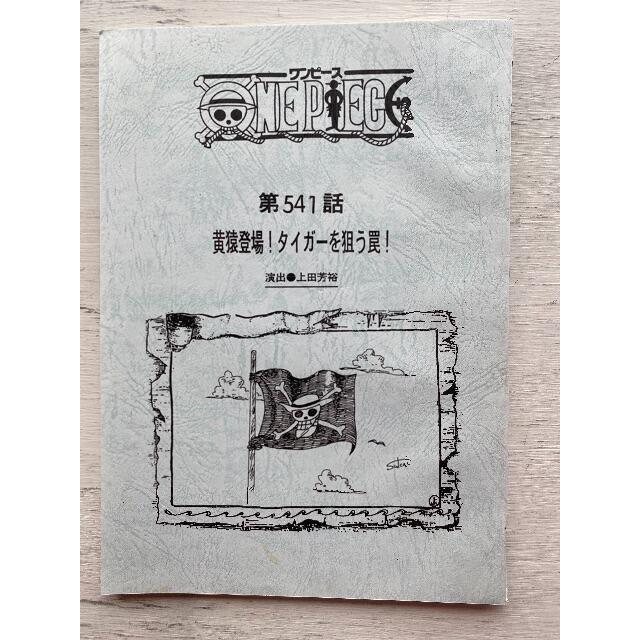 ワンピース
ONE PIECE
第541話
黄猿登場！タイガーを狙う罠！
演出●上田芳裕